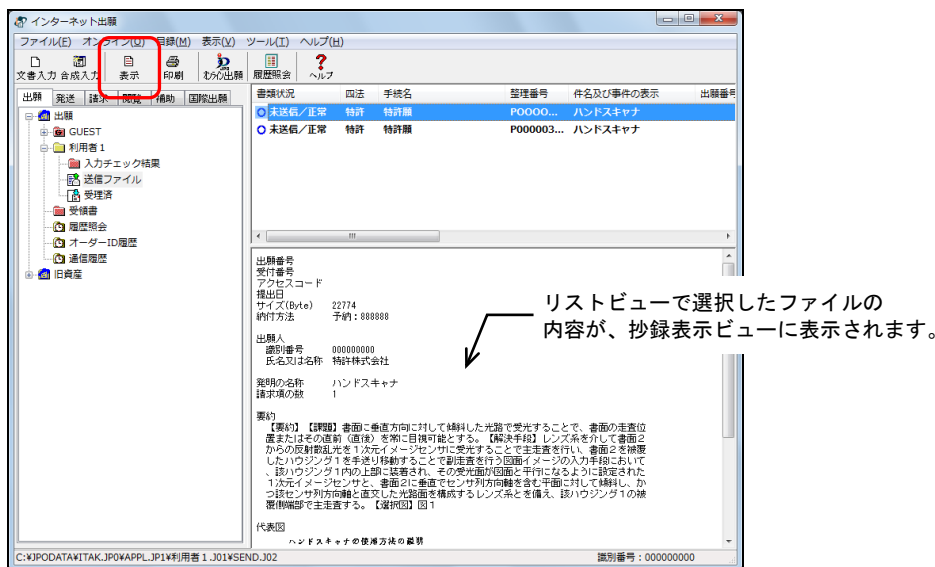 インターネット出願
ファイル(F) オンライン(O) 目録(M) 表示(V) ツール(T) ヘルプ(H)
文書入力 合成入力 表示 印刷 わライン出願 履歴照会 ヘルプ
出願 発送 請求 閲覧 補助 国際出願
書類状況 四法 手続名 整理番号 件名及び事件の表示 出願番号
未送信/正常 特許 特許願 P0000... ハンドスキャナ
未送信/正常 特許 特許願 P000003... ハンドスキャナ
出願
GUEST
利用者1
入力チェック結果
送信ファイル
受理済
受領書
履歴照会
オーダーID履歴
通信履歴
旧資産
出願番号
受付番号
アクセスコード
提出日
サイズ(Byte) 22774
納付方法 予納:888888
出願人
識別番号 000000000
氏名又は名称 特許株式会社
発明の名称 ハンドスキャナ
請求項の数 1
要約
【要約】【課題】書面に垂直方向に対して傾斜した光路で受光することで、書面の走査位
置またはその直前(直後)を常に目視可能とする。【解決手段】レンズ系を介して書面2
からの反射散乱光を1次元イメージセンサに受光することで主走査を行い、書面2を被覆
したハウジング1を手送り移動することで副走査を行う図面イメージの入力手段において
、該ハウジング1内の上部に装着され、その受光面が図面と平行になるように設定された
1次元イメージセンサと、書面2に垂直でセンサ列方向軸を含む平面に対して傾斜し、か
つ該センサ列方向軸と直交した光路面を構成するレンズ系とを備え、該ハウジング1の被
覆側端部で主走査する。【選択図】図1
代表図
ハンドスキャナの使用方法の説明
リストビューで選択したファイルの
内容が、抄録表示ビューに表示されます。
C:¥JPODATA¥ITAK.JP0¥APPL.JP1¥利用者1.J01¥SEND.J02 識別番号:000000000